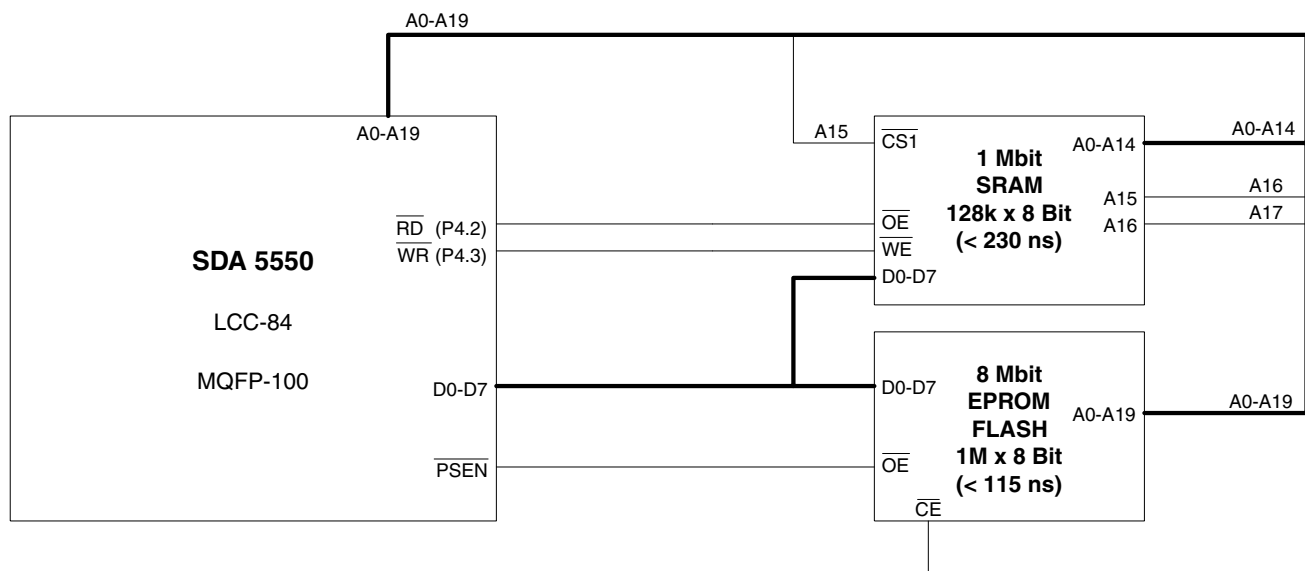 A0-A19
A0-A19
SDA 5550
LCC-84
MQFP-100
RD (P4.2)
WR (P4.3)
D0-D7
PSEN
A15
CS1
OE
WE
D0-D7
1 Mbit
SRAM
128k x 8 Bit
(< 230 ns)
A0-A14
A15
A16
A0-A14
A16
A17
D0-D7
OE
CE
8 Mbit
EPROM
FLASH
1M x 8 Bit
(< 115 ns)
A0-A19
A0-A19